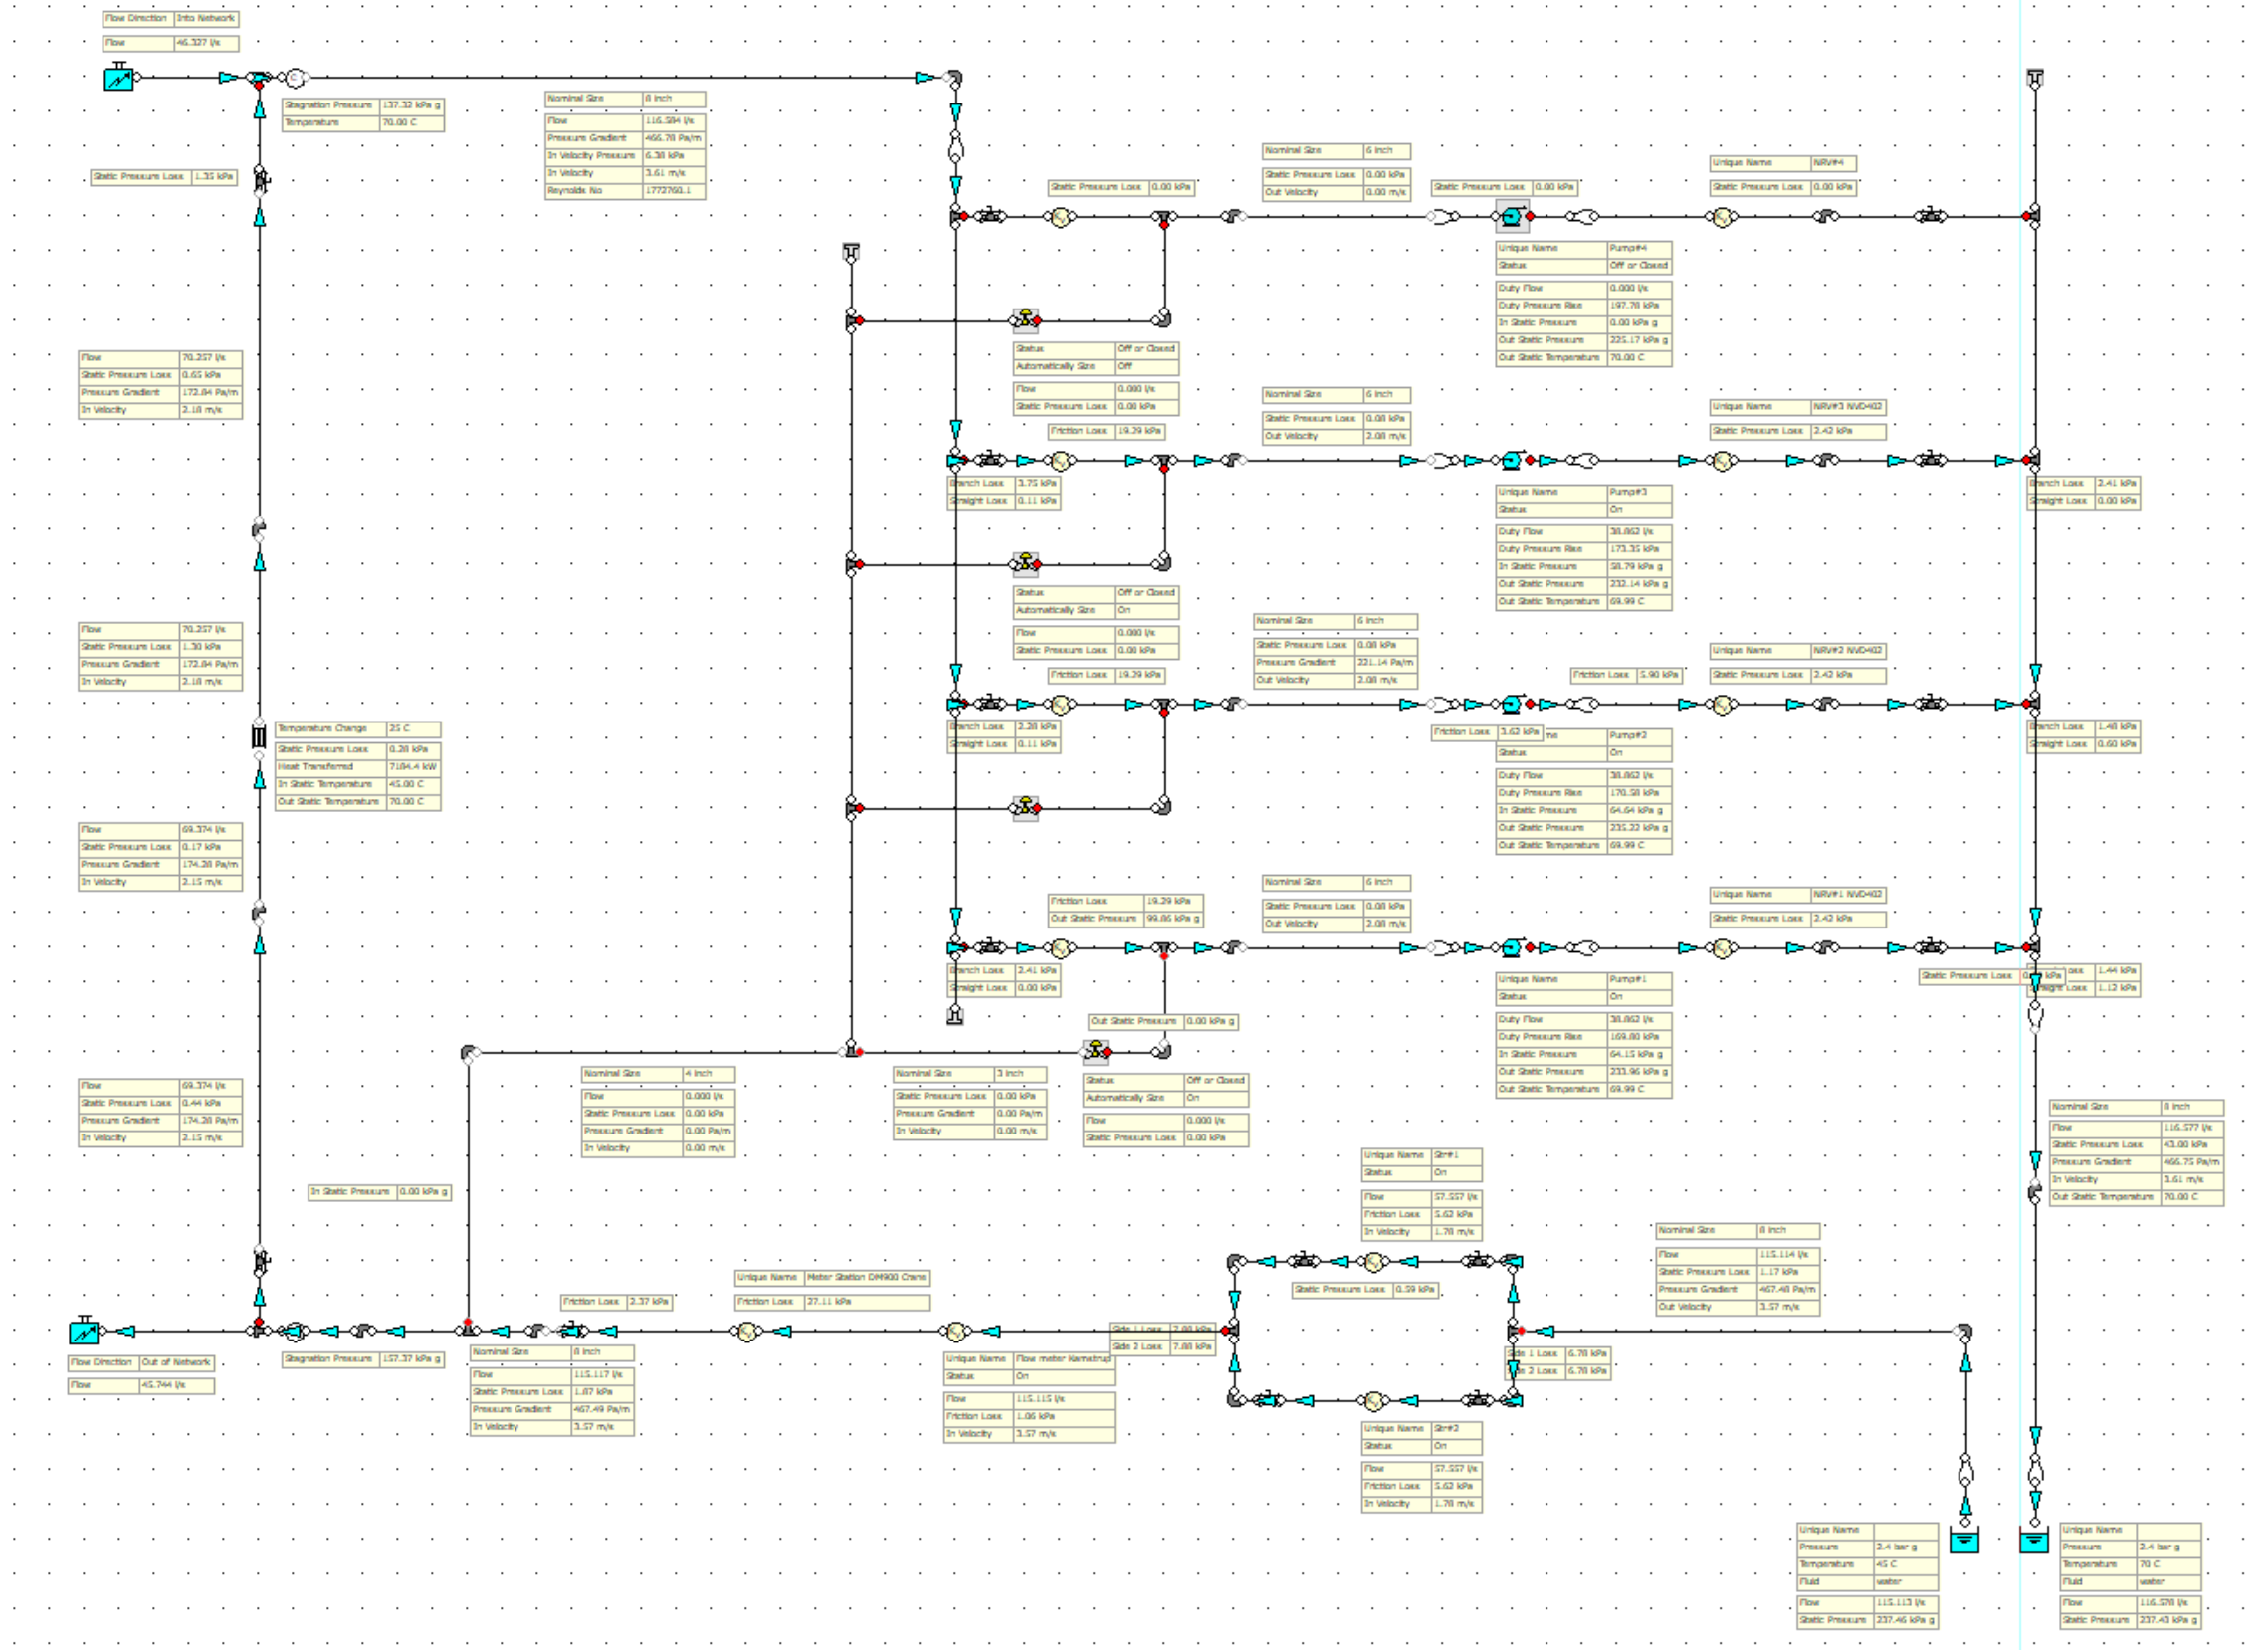 Flow Direction Into Network
Flow 46.327 l/s
Stagnation Pressure 137.32 kPa g
Temperature 70.00 C
Nominal Size 8 inch
Flow 116.584 l/s
Pressure Gradient 466.78 Pa/m
In Velocity Pressure 6.38 kPa
In Velocity 3.61 m/s
Reynolds No 1772760.1
Static Pressure Loss 1.35 kPa
Static Pressure Loss 0.00 kPa
Nominal Size 6 inch
Static Pressure Loss 0.00 kPa
Out Velocity 0.00 m/s
Static Pressure Loss 0.00 kPa
Unique Name NRV#4
Static Pressure Loss 0.00 kPa
Unique Name Pump#4
Status Off or Closed
Duty Flow 0.000 l/s
Duty Pressure Rise 197.78 kPa
In Static Pressure 0.00 kPa g
Out Static Pressure 225.17 kPa g
Out Static Temperature 70.00 C
Status Off or Closed
Automatically Size Off
Flow 0.000 l/s
Static Pressure Loss 0.00 kPa
Flow 70.257 l/s
Static Pressure Loss 0.65 kPa
Pressure Gradient 172.84 Pa/m
In Velocity 2.18 m/s
Friction Loss 19.29 kPa
Nominal Size 6 inch
Static Pressure Loss 0.08 kPa
Out Velocity 2.08 m/s
Unique Name NRV#3 NVD402
Static Pressure Loss 2.42 kPa
Branch Loss 3.75 kPa
Straight Loss 0.11 kPa
Branch Loss 2.41 kPa
Straight Loss 0.00 kPa
Unique Name Pump#3
Status On
Duty Flow 38.862 l/s
Duty Pressure Rise 173.35 kPa
In Static Pressure 58.79 kPa g
Out Static Pressure 232.14 kPa g
Out Static Temperature 69.99 C
Status Off or Closed
Automatically Size On
Flow 0.000 l/s
Static Pressure Loss 0.00 kPa
Flow 70.257 l/s
Static Pressure Loss 1.30 kPa
Pressure Gradient 172.84 Pa/m
In Velocity 2.18 m/s
Friction Loss 19.29 kPa
Nominal Size 6 inch
Static Pressure Loss 0.08 kPa
Pressure Gradient 221.14 Pa/m
Out Velocity 2.08 m/s
Friction Loss 5.90 kPa
Unique Name NRV#2 NVD402
Static Pressure Loss 2.42 kPa
Branch Loss 2.28 kPa
Straight Loss 0.11 kPa
Friction Loss 3.62 kPa
Branch Loss 1.48 kPa
Straight Loss 0.60 kPa
me Pump#2
Status On
Duty Flow 38.862 l/s
Duty Pressure Rise 170.58 kPa
In Static Pressure 64.64 kPa g
Out Static Pressure 235.22 kPa g
Out Static Temperature 69.99 C
Temperature Change 25 C
Static Pressure Loss 0.28 kPa
Heat Transferred 7184.4 kW
In Static Temperature 45.00 C
Out Static Temperature 70.00 C
Flow 69.374 l/s
Static Pressure Loss 0.17 kPa
Pressure Gradient 174.28 Pa/m
In Velocity 2.15 m/s
Friction Loss 19.29 kPa
Out Static Pressure 99.86 kPa g
Nominal Size 6 inch
Static Pressure Loss 0.08 kPa
Out Velocity 2.08 m/s
Unique Name NRV#1 NVD402
Static Pressure Loss 2.42 kPa
Branch Loss 2.41 kPa
Straight Loss 0.00 kPa
Static Pressure Loss
1.44 kPa
Straight Loss 1.12 kPa
Unique Name Pump#1
Status On
Duty Flow 38.862 l/s
Duty Pressure Rise 169.80 kPa
In Static Pressure 64.15 kPa g
Out Static Pressure 233.96 kPa g
Out Static Temperature 69.99 C
Out Static Pressure 0.00 kPa g
Flow 69.374 l/s
Static Pressure Loss 0.44 kPa
Pressure Gradient 174.28 Pa/m
In Velocity 2.15 m/s
Nominal Size 4 inch
Flow 0.000 l/s
Static Pressure Loss 0.00 kPa
Pressure Gradient 0.00 Pa/m
In Velocity 0.00 m/s
Nominal Size 3 inch
Static Pressure Loss 0.00 kPa
Pressure Gradient 0.00 Pa/m
In Velocity 0.00 m/s
Status Off or Closed
Automatically Size On
Flow 0.000 l/s
Static Pressure Loss 0.00 kPa
Nominal Size 8 inch
Flow 116.577 l/s
Static Pressure Loss 43.00 kPa
Pressure Gradient 466.75 Pa/m
In Velocity 3.61 m/s
Out Static Temperature 70.00 C
In Static Pressure 0.00 kPa g
Unique Name Str#1
Status On
Flow 57.557 l/s
Friction Loss 5.62 kPa
In Velocity 1.78 m/s
Static Pressure Loss 0.59 kPa
Nominal Size 8 inch
Flow 115.114 l/s
Static Pressure Loss 1.17 kPa
Pressure Gradient 467.48 Pa/m
Out Velocity 3.57 m/s
Unique Name Meter Station DM900 Crane
Friction Loss 27.11 kPa
Friction Loss 2.37 kPa
Side 1 Loss 7.88 kPa
Side 2 Loss 7.88 kPa
Side 1 Loss 6.78 kPa
Side 2 Loss 6.78 kPa
Flow Direction Out of Network
Flow 45.744 l/s
Stagnation Pressure 157.37 kPa g
Nominal Size 8 inch
Flow 115.117 l/s
Static Pressure Loss 1.87 kPa
Pressure Gradient 467.49 Pa/m
In Velocity 3.57 m/s
Unique Name Flow meter Kamstrup
Status On
Flow 115.115 l/s
Friction Loss 1.06 kPa
In Velocity 3.57 m/s
Unique Name Str#2
Status On
Flow 57.557 l/s
Friction Loss 5.62 kPa
In Velocity 1.78 m/s
Unique Name
Pressure 2.4 bar g
Temperature 45 C
Fluid water
Flow 115.113 l/s
Static Pressure 237.46 kPa g
Unique Name
Pressure 2.4 bar g
Temperature 70 C
Fluid water
Flow 116.578 l/s
Static Pressure 237.43 kPa g